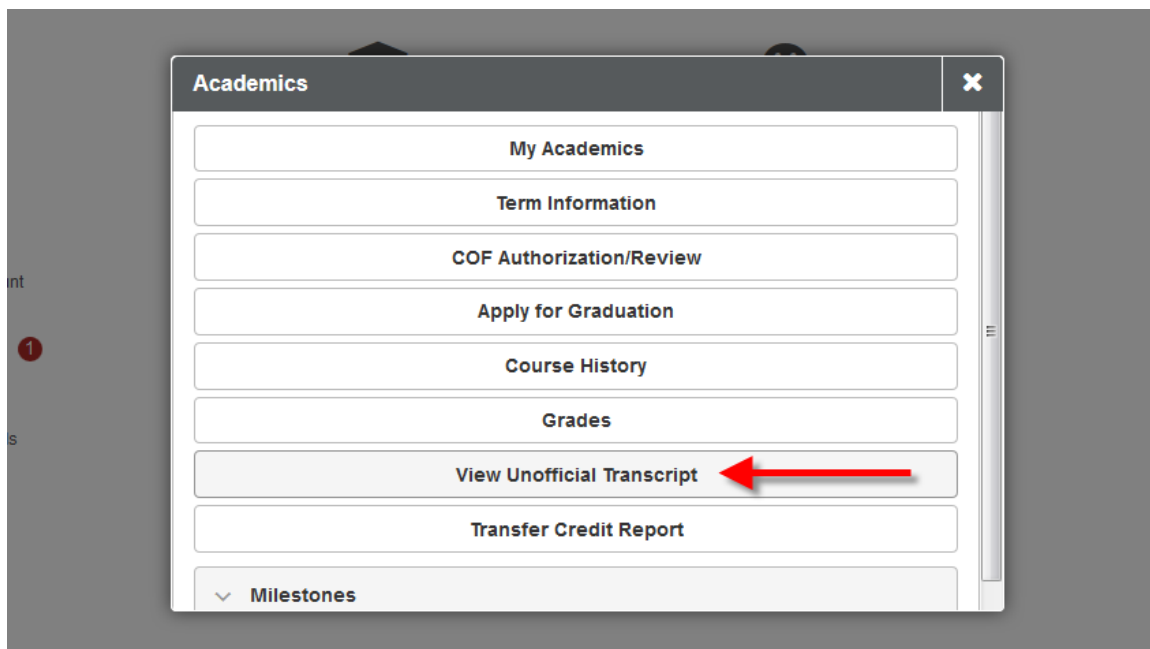 Academics
My Academics
Term Information
COF Authorization/Review
Apply for Graduation
Course History
Grades
View Unofficial Transcript
Transfer Credit Report
Milestones
1